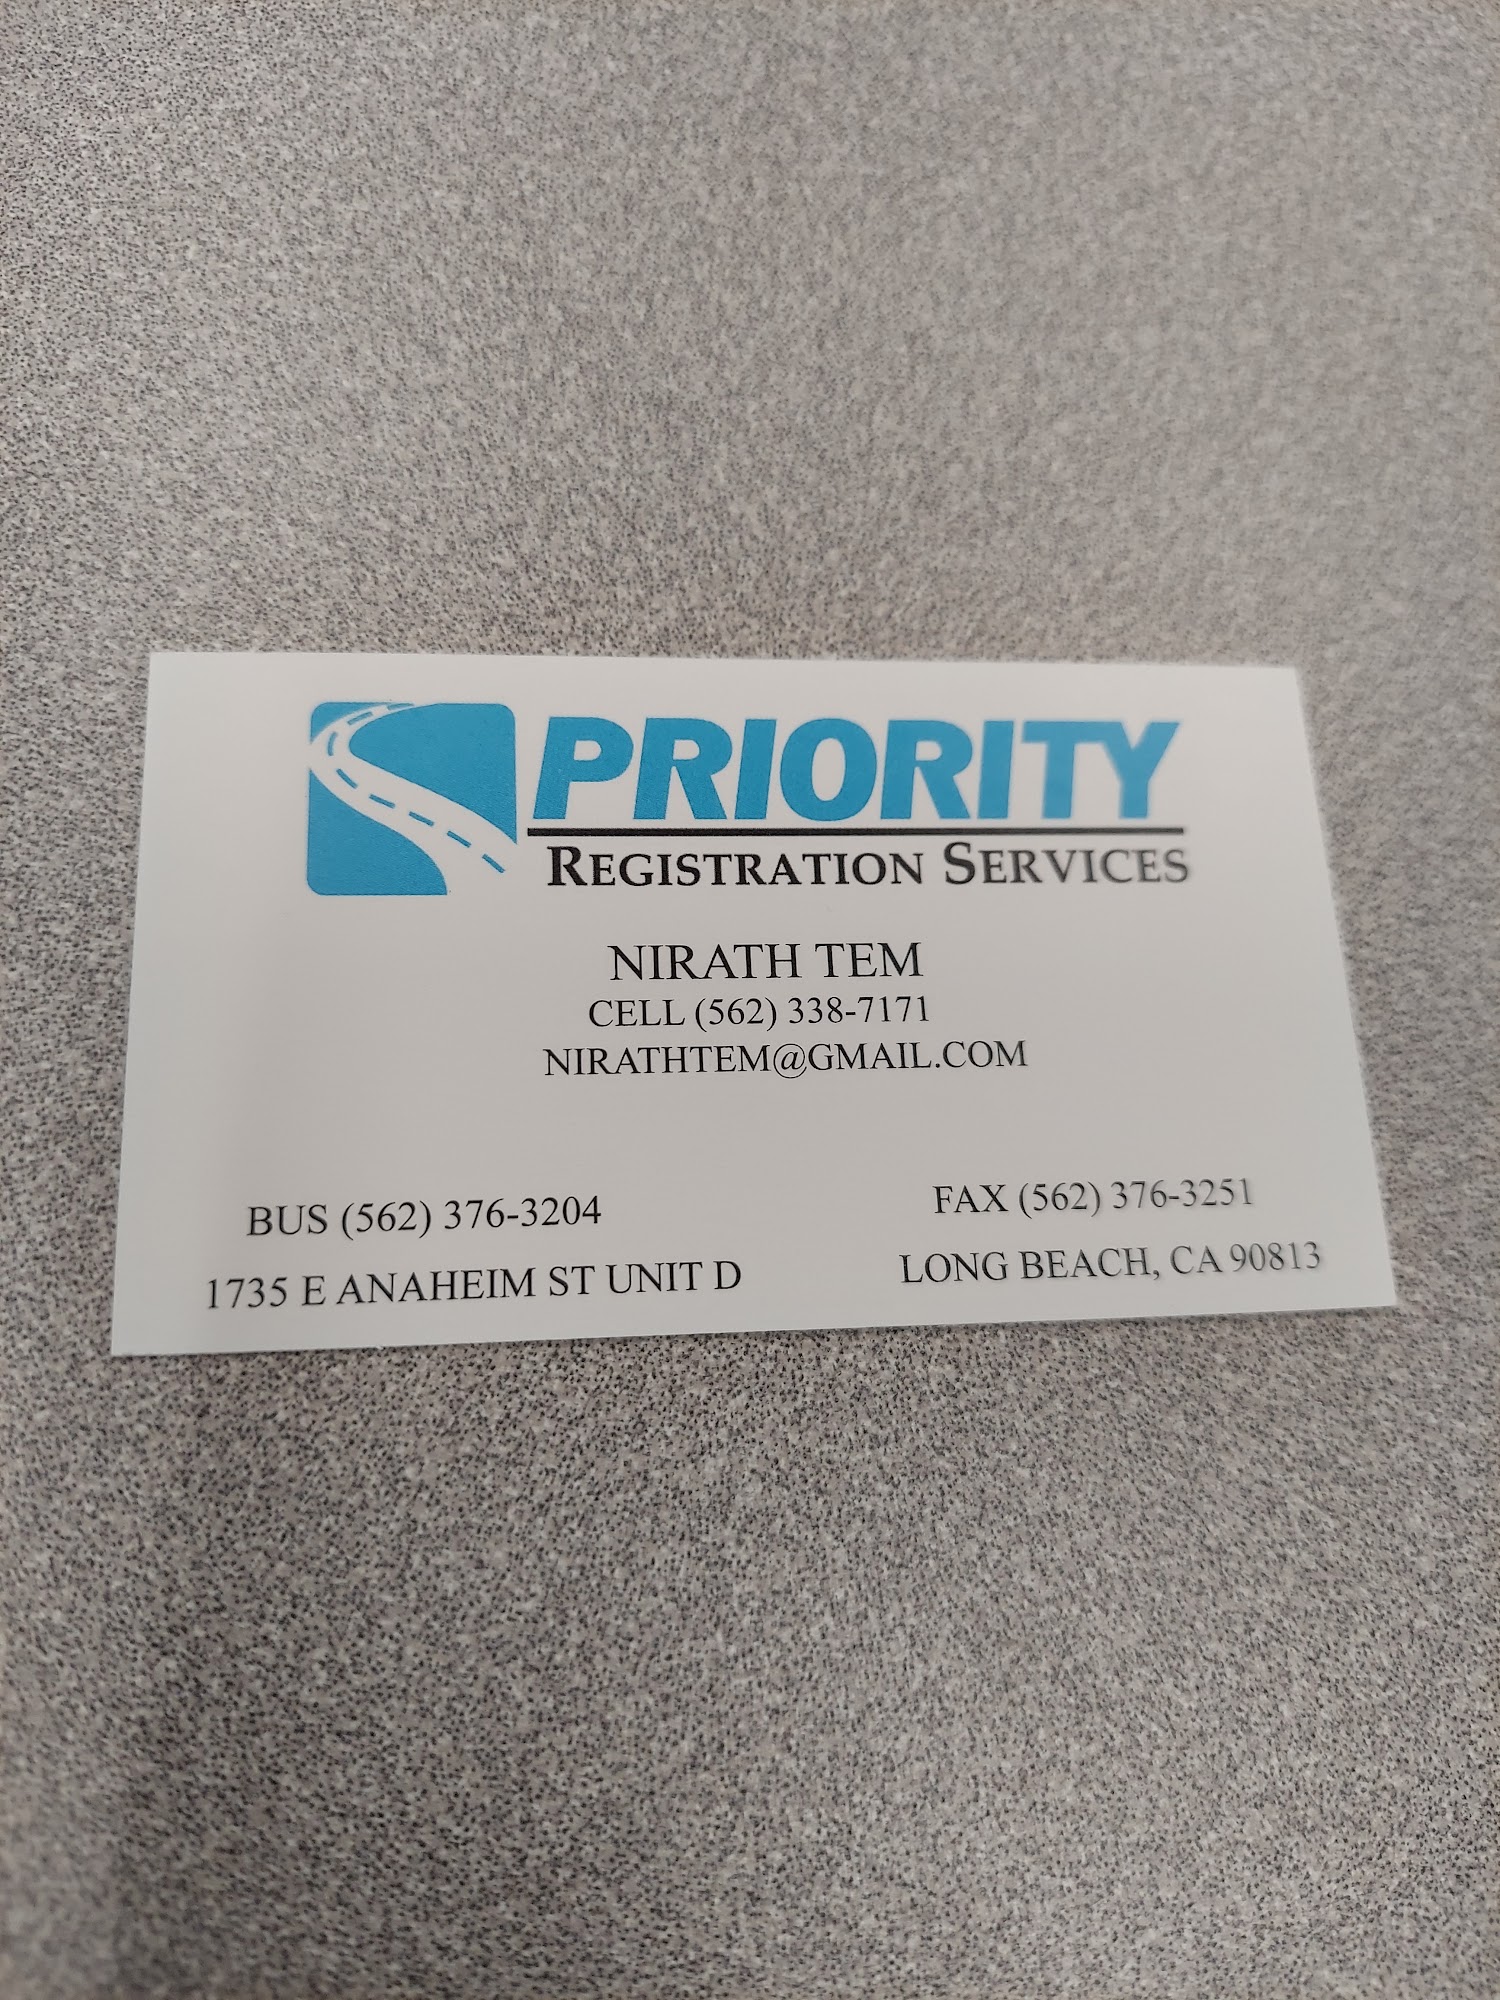 PRIORITY
REGISTRATION SERVICES
NIRATH TEM
CELL (562) 338-7171
NIRATHTEM@GMAIL.COM
BUS (562) 376-3204
FAX (562) 376-3251
1735 E ANAHEIM ST UNIT D
LONG BEACH, CA 90813